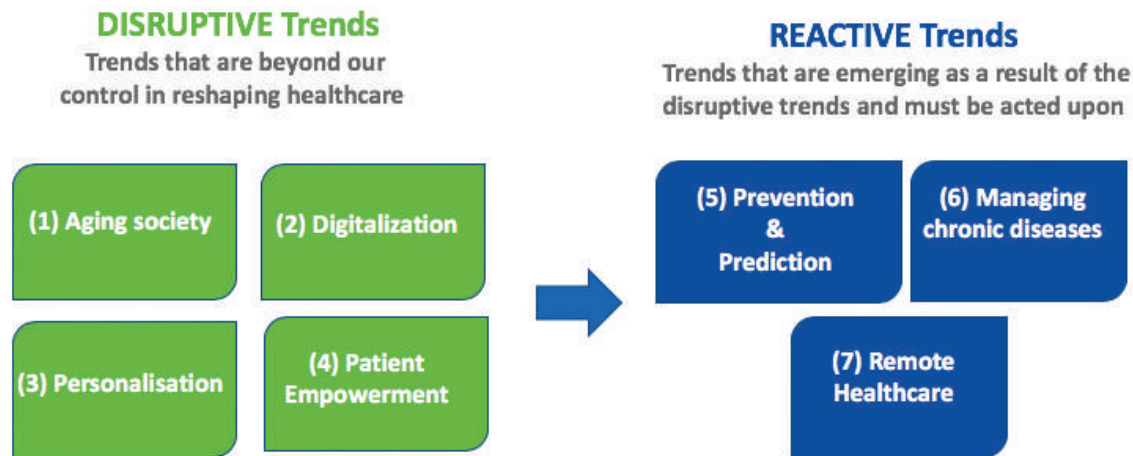 DISRUPTIVE Trends
Trends that are beyond our
control in reshaping healthcare
(1) Aging society
(2) Digitalization
(3) Personalisation
(4) Patient
Empowerment
REACTIVE Trends
Trends that are emerging as a result of the
disruptive trends and must be acted upon
(5) Prevention
&
Prediction
(6) Managing
chronic diseases
(7) Remote
Healthcare